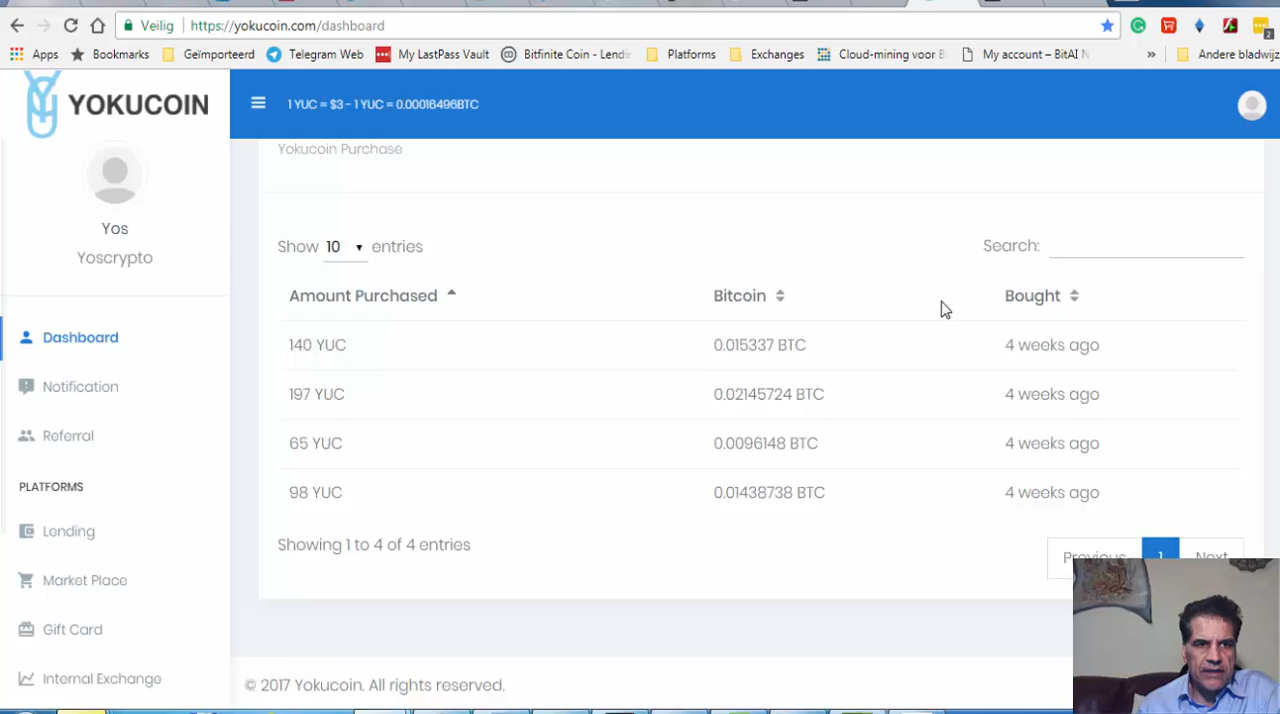 Veilig https://yokucoin.com/dashboard
2
Apps Bookmarks Geïmporteerd Telegram Web My LastPass Vault Bitfinite Coin - Lendin Platforms Exchanges Cloud-mining voor B My account – BitAI N » Andere bladwijz
YOKUCOIN
1 YUC = $3 - 1 YUC = 0.00016496BTC
Yokucoin Purchase
Yos
Yoscrypto
Show 10 entries Search:
Amount Purchased Bitcoin Bought
140 YUC 0.015337 BTC 4 weeks ago
197 YUC 0.02145724 BTC 4 weeks ago
65 YUC 0.0096148 BTC 4 weeks ago
98 YUC 0.01438738 BTC 4 weeks ago
Showing 1 to 4 of 4 entries
Previous 1 Next
Dashboard
Notification
Referral
PLATFORMS
Lending
Market Place
Gift Card
Internal Exchange
© 2017 Yokucoin. All rights reserved.